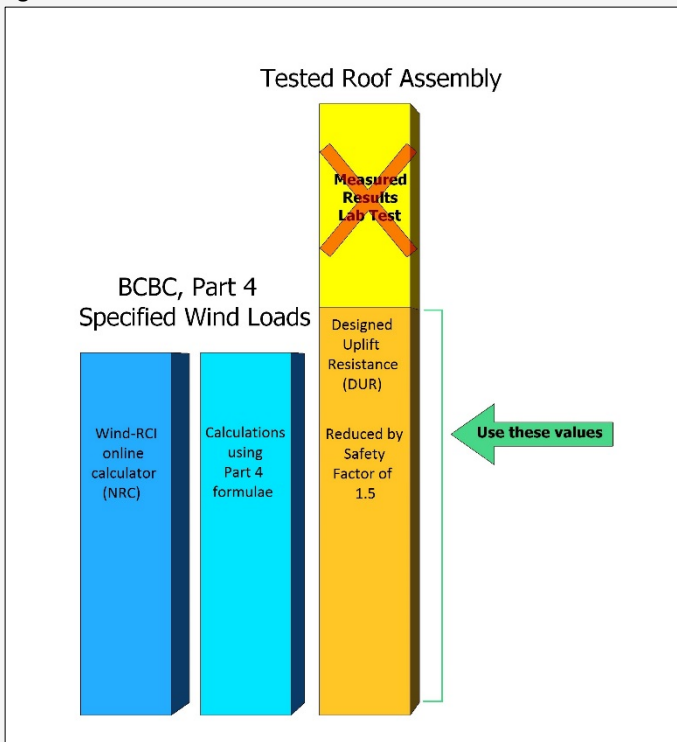 Tested Roof Assembly
Measured
Results
Lab Test
BCBC, Part 4
Specified Wind Loads
Designed
Uplift
Resistance
(DUR)
Reduced by
Safety
Factor of
1.5
Wind-RCI
online
calculator
(NRC)
Calculations
using
Part 4
formulae
Use these values